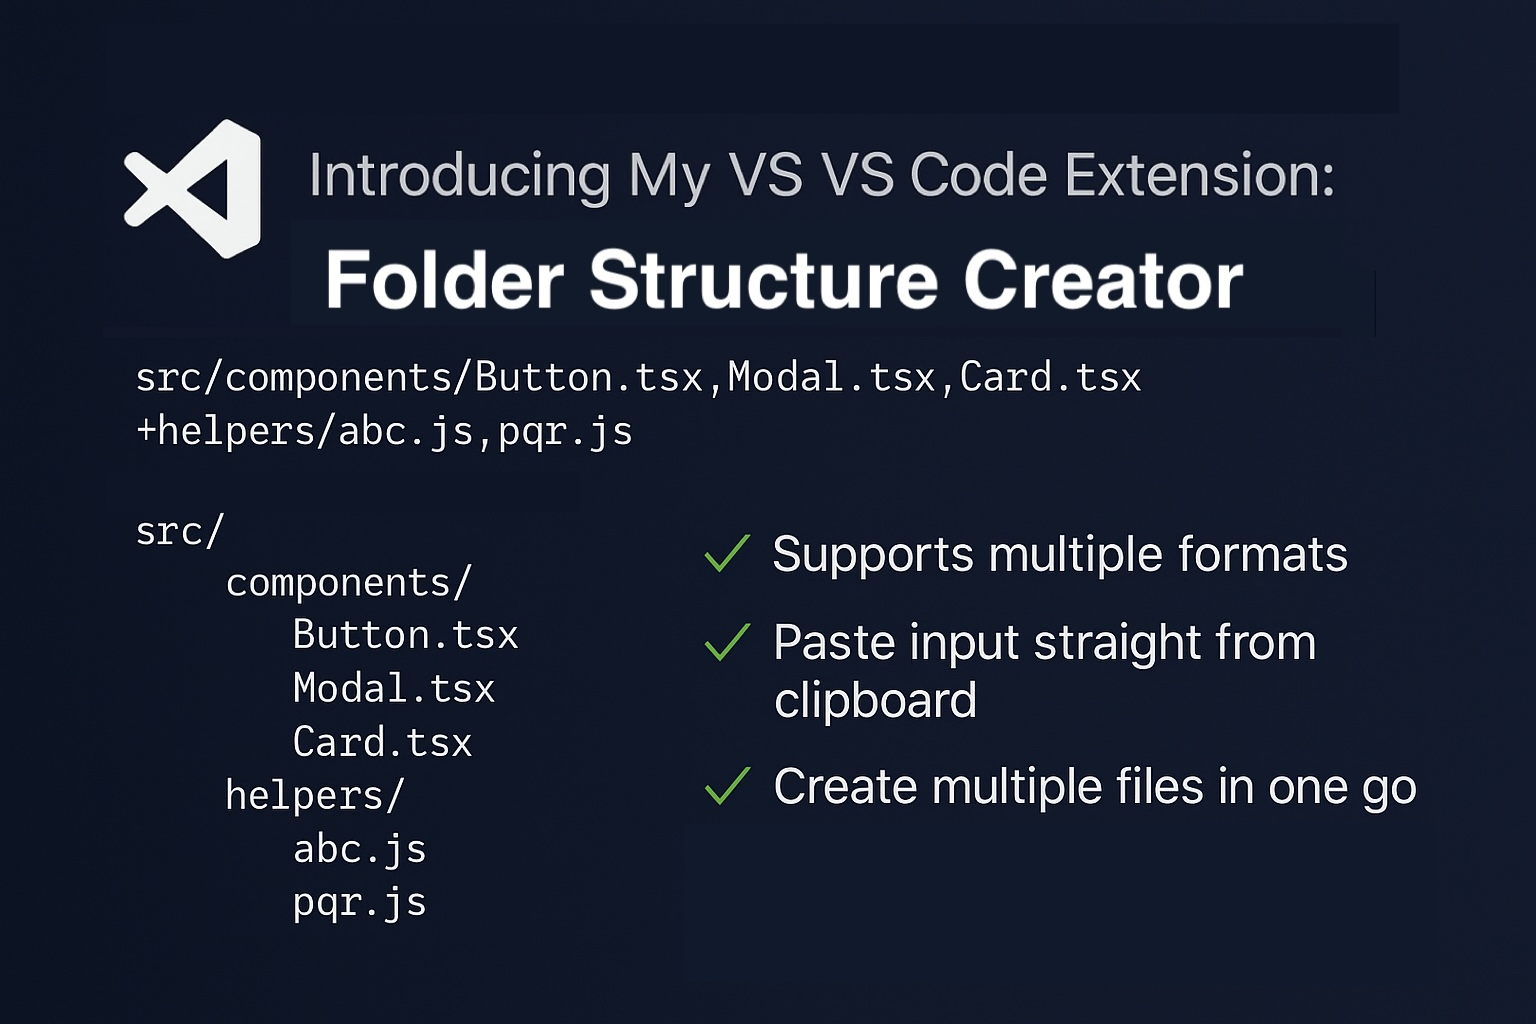 Introducing My VS VS Code Extension:
Folder Structure Creator
src/components/Button.tsx,Modal.tsx,Card.tsx
+helpers/abc.js,pqr.js
src/
components/
Button.tsx
Modal.tsx
Card.tsx
helpers/
abc.js
pqr.js
✓ Supports multiple formats
✓ Paste input straight from
clipboard
✓ Create multiple files in one go